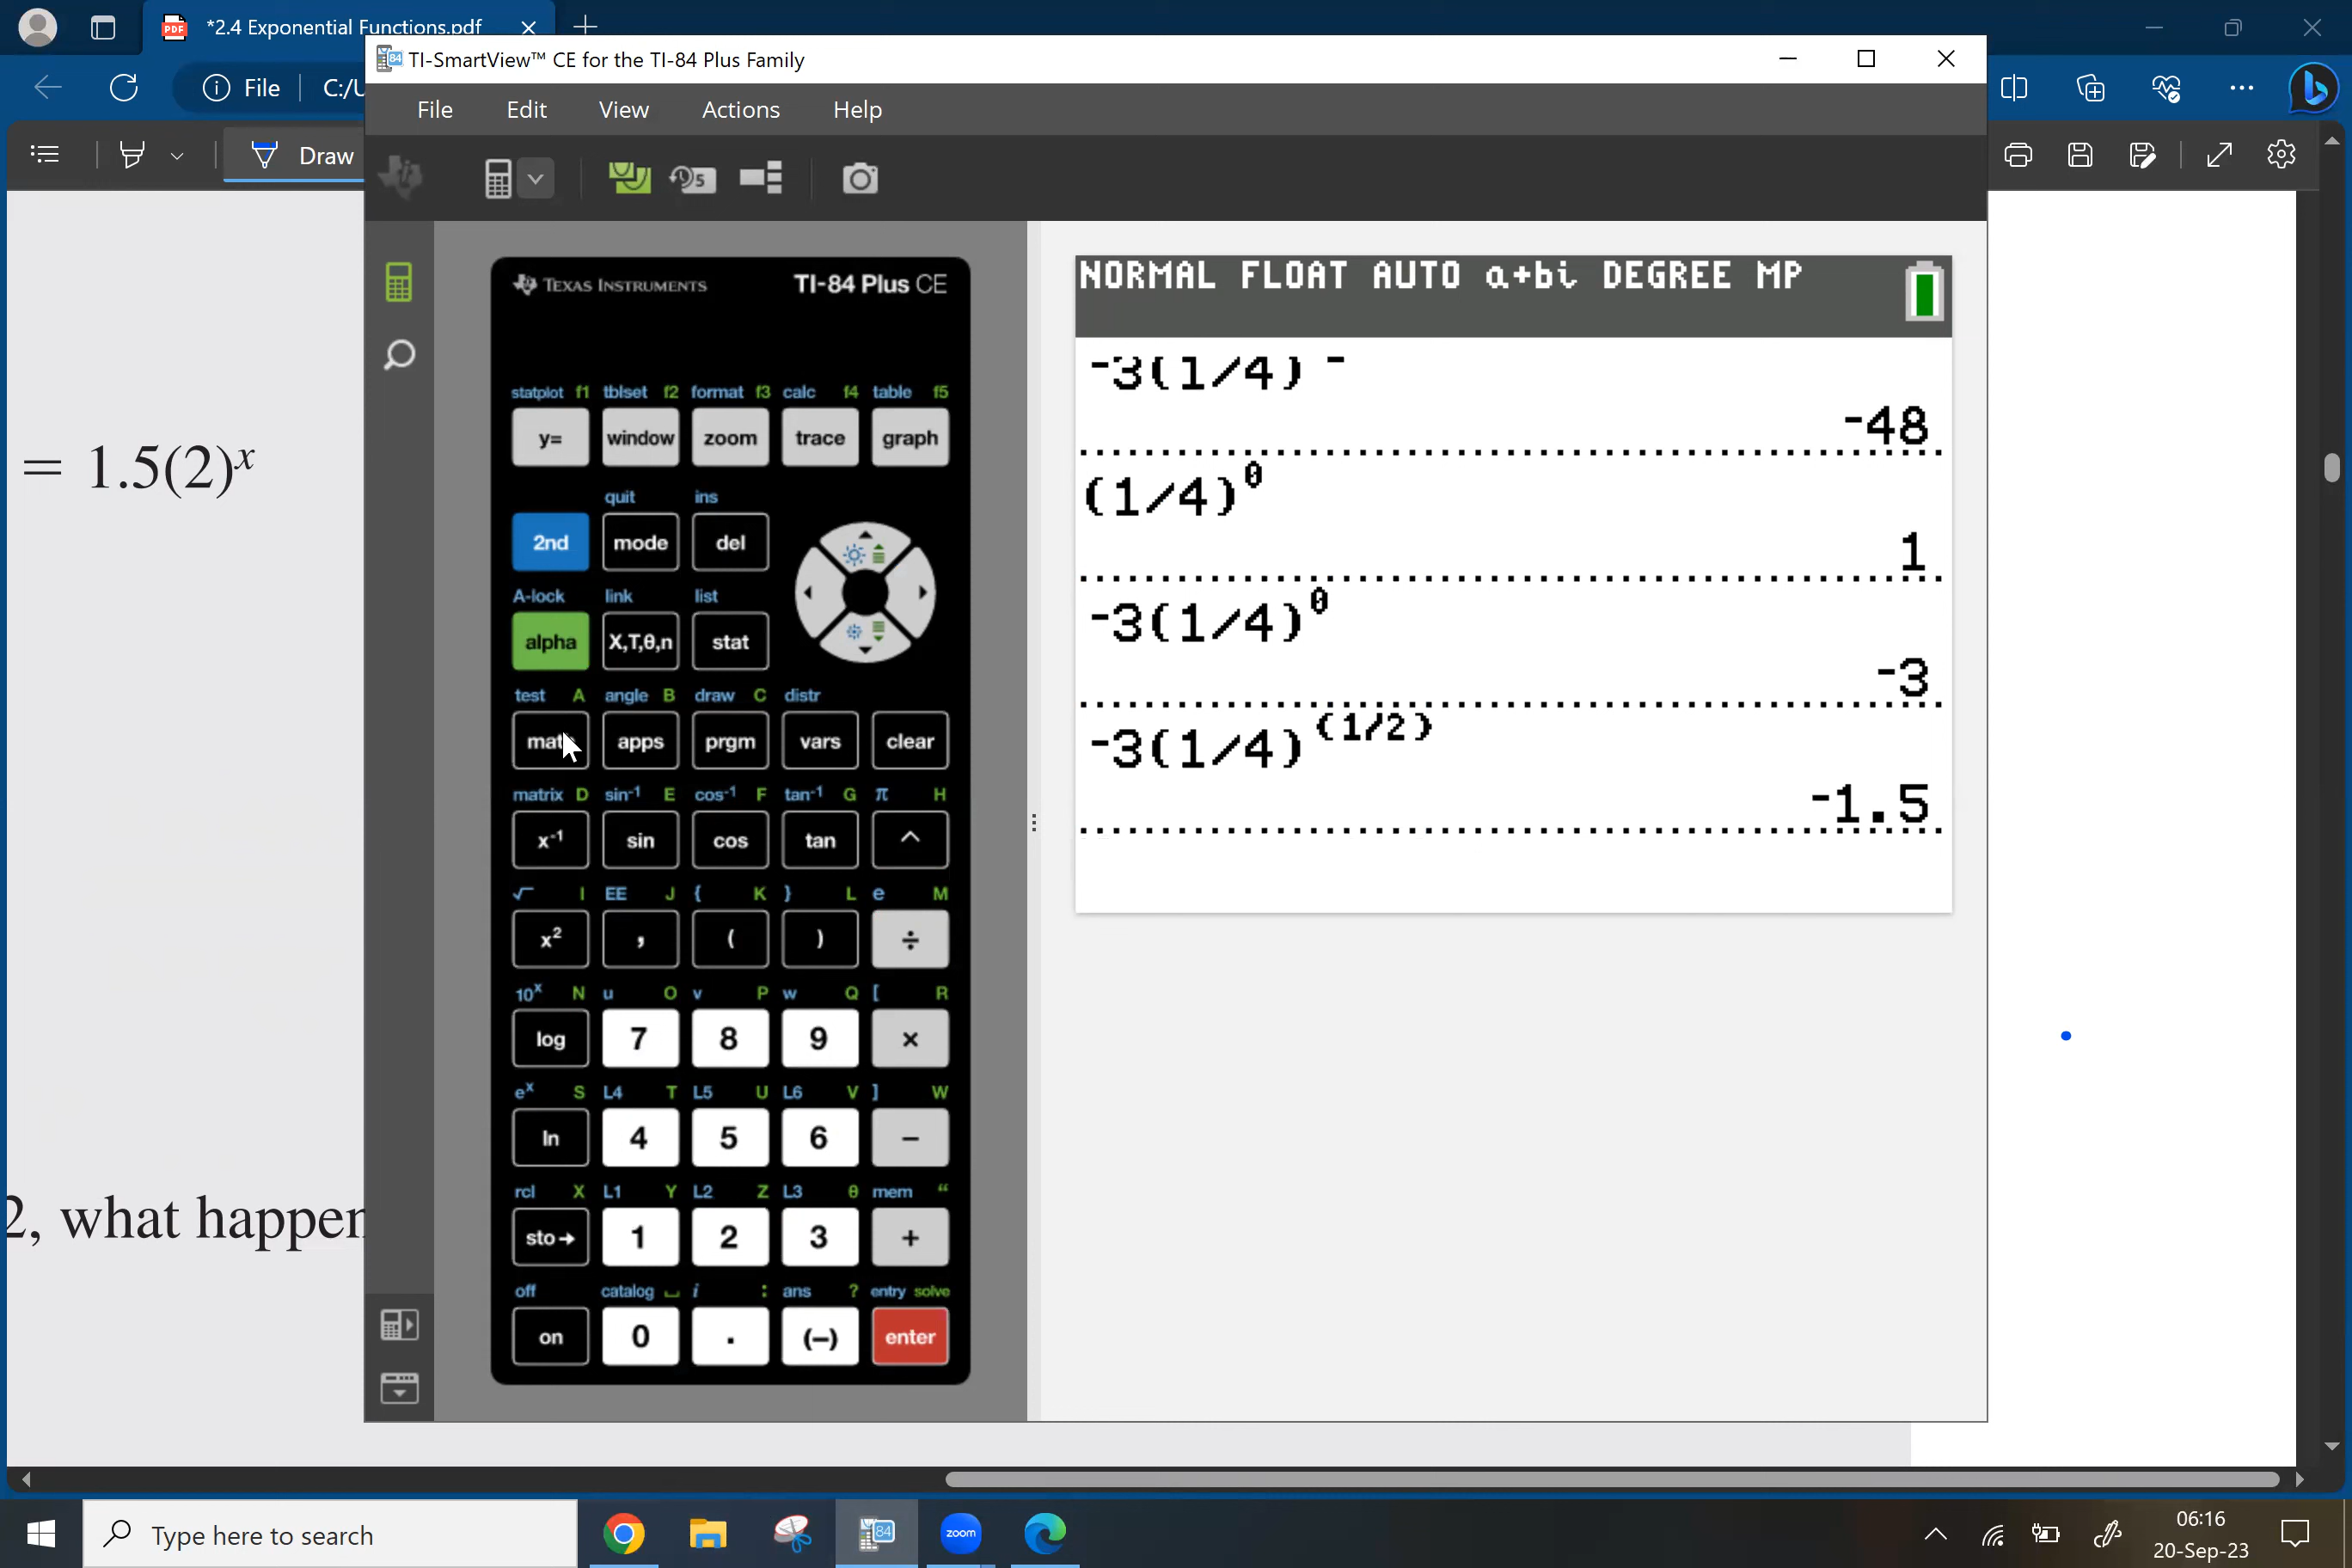 *2.4 Exponential Functions.pdf
File
C:/U
Draw
TI-SmartView™ CE for the TI-84 Plus Family
File Edit View Actions Help
= 1.5(2)ˣ
2, what happen
TEXAS INSTRUMENTS TI-84 Plus CE
statplot f1 tblset f2 format f3 calc f4 table f5
y= window zoom trace graph
quit ins
2nd mode del
A-lock link list
alpha X,T,θ,n stat
test A angle B draw C distr
math apps prgm vars clear
matrix D sin⁻¹ E cos⁻¹ F tan⁻¹ G π H
x⁻¹ sin cos tan ^
√ I EE J { K } L e M
x² , ( ) ÷
10ˣ N u O v P w Q [ R
log 7 8 9 ×
eˣ S L4 T L5 U L6 V ] W
ln 4 5 6 −
rcl X L1 Y L2 Z L3 θ mem “
sto→ 1 2 3 +
off catalog ⎵ i : ans ? entry solve
on 0 . (−) enter
NORMAL FLOAT AUTO a+bi DEGREE MP
-3(1/4)⁻
-48
(1/4)⁰
1
-3(1/4)⁰
-3
-3(1/4)⁽¹ᐟ²⁾
-1.5
Type here to search
84
zoom
06:16
20-Sep-23